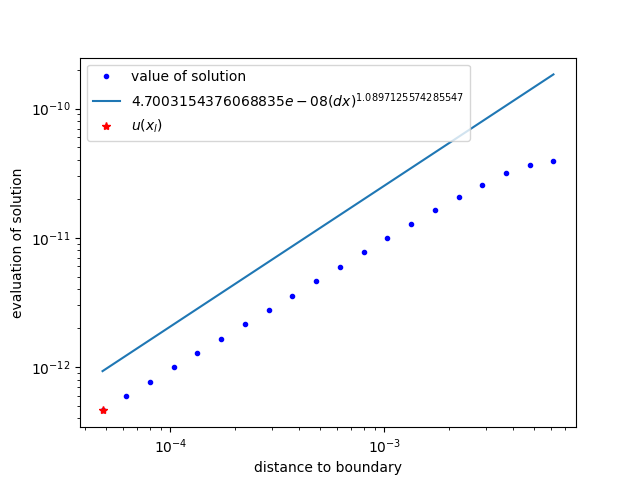 value of solution
4.7003154376068835e − 08(dx)^1.0897125574285547
u(x_l)
10^−10
10^−11
10^−12
evaluation of solution
10^−4
10^−3
distance to boundary